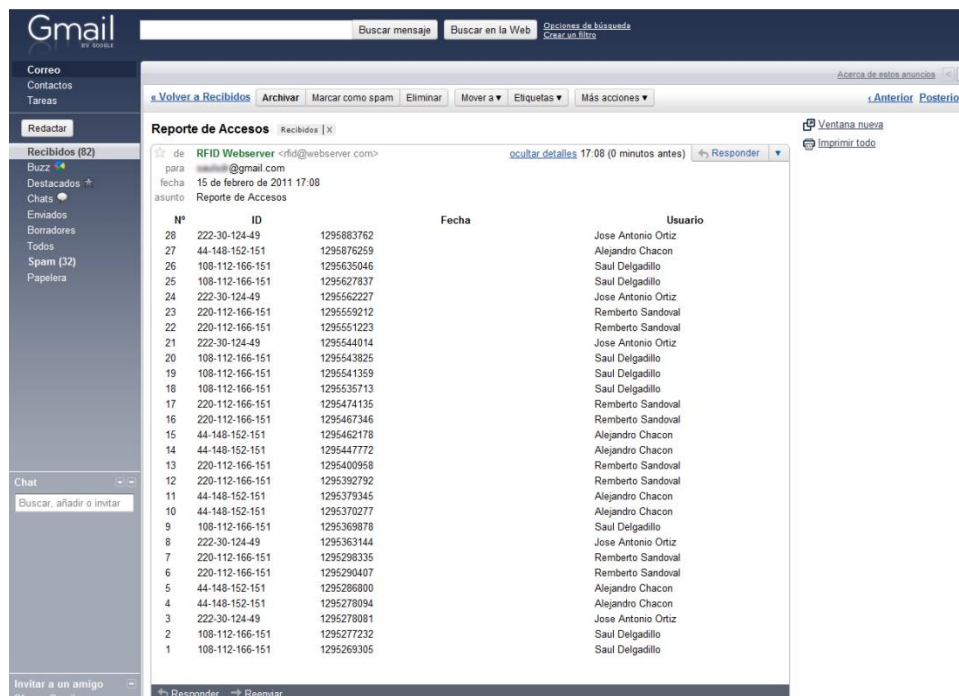 Gmail
BY GOOGLE
Buscar mensaje
Buscar en la Web
Opciones de búsqueda
Crear un filtro
Correo
Contactos
Tareas
Redactar
Recibidos (82)
Buzz
Destacados
Chats
Enviados
Borradores
Todos
Spam (32)
Papelera
Chat
Buscar, añadir o invitar
Invitar a un amigo
Acerca de estos anuncios <
« Volver a Recibidos Archivar Marcar como spam Eliminar Mover a ▾ Etiquetas ▾ Más acciones ▾ ‹ Anterior Posterio
Reporte de Accesos Recibidos | X
Ventana nueva
Imprimir todo
de RFID Webserver <rfid@webserver.com> ocultar detalles 17:08 (0 minutos antes) Responder
para @gmail.com
fecha 15 de febrero de 2011 17:08
asunto Reporte de Accesos
Nº ID Fecha Usuario
28 222-30-124-49 1295883762 Jose Antonio Ortiz
27 44-148-152-151 1295876259 Alejandro Chacon
26 108-112-166-151 1295635046 Saul Delgadillo
25 108-112-166-151 1295627837 Saul Delgadillo
24 222-30-124-49 1295562227 Jose Antonio Ortiz
23 220-112-166-151 1295559212 Remberto Sandoval
22 220-112-166-151 1295551223 Remberto Sandoval
21 222-30-124-49 1295544014 Jose Antonio Ortiz
20 108-112-166-151 1295543825 Saul Delgadillo
19 108-112-166-151 1295541359 Saul Delgadillo
18 108-112-166-151 1295535713 Saul Delgadillo
17 220-112-166-151 1295474135 Remberto Sandoval
16 220-112-166-151 1295467346 Remberto Sandoval
15 44-148-152-151 1295462178 Alejandro Chacon
14 44-148-152-151 1295447772 Alejandro Chacon
13 220-112-166-151 1295400958 Remberto Sandoval
12 220-112-166-151 1295392792 Remberto Sandoval
11 44-148-152-151 1295379345 Alejandro Chacon
10 44-148-152-151 1295370277 Alejandro Chacon
9 108-112-166-151 1295369878 Saul Delgadillo
8 222-30-124-49 1295363144 Jose Antonio Ortiz
7 220-112-166-151 1295298335 Remberto Sandoval
6 220-112-166-151 1295290407 Remberto Sandoval
5 44-148-152-151 1295286800 Alejandro Chacon
4 44-148-152-151 1295278094 Alejandro Chacon
3 222-30-124-49 1295278081 Jose Antonio Ortiz
2 108-112-166-151 1295277232 Saul Delgadillo
1 108-112-166-151 1295269305 Saul Delgadillo
Responder Reenviar